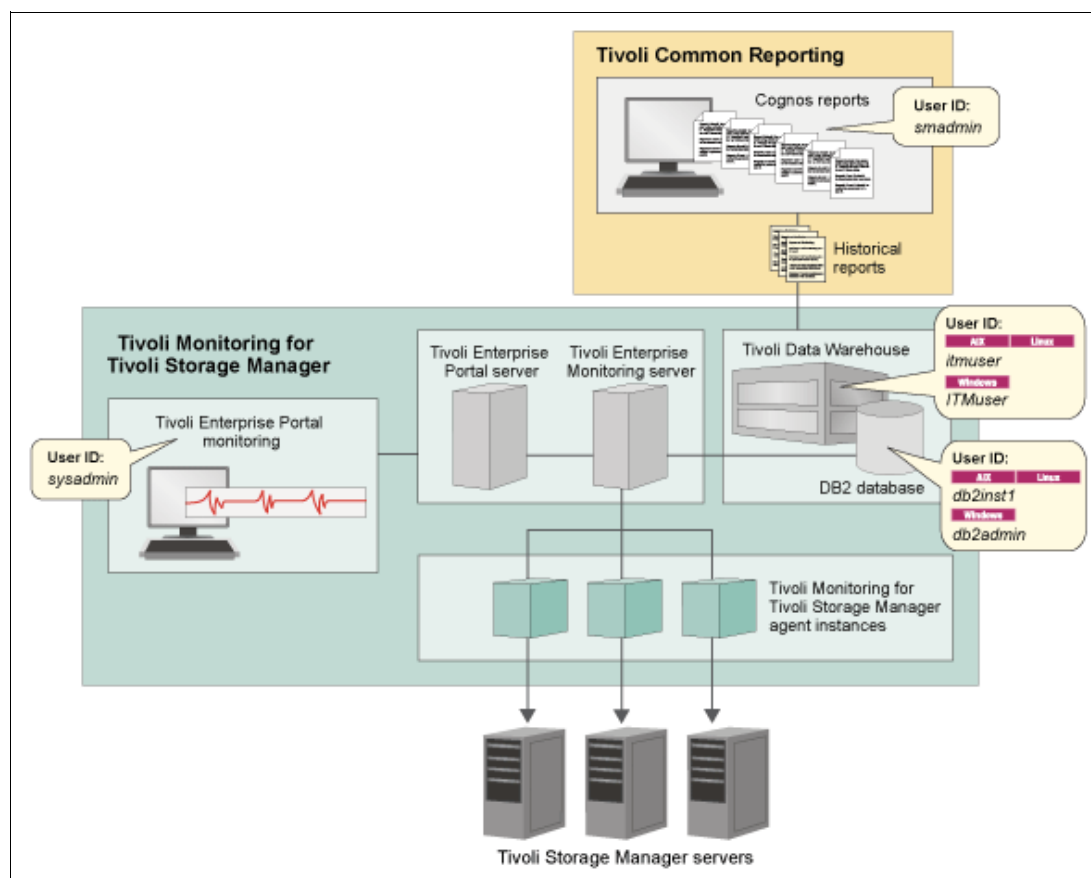 Tivoli Common Reporting
Cognos reports
User ID:
smadmin
Historical
reports
Tivoli Monitoring for
Tivoli Storage Manager
Tivoli Enterprise
Portal server
Tivoli Enterprise
Monitoring server
Tivoli Data Warehouse
User ID:
AIX Linux
itmuser
Windows
ITMuser
Tivoli Enterprise Portal
monitoring
User ID:
sysadmin
DB2 database
User ID:
AIX Linux
db2inst1
Windows
db2admin
Tivoli Monitoring for
Tivoli Storage Manager
agent instances
Tivoli Storage Manager servers